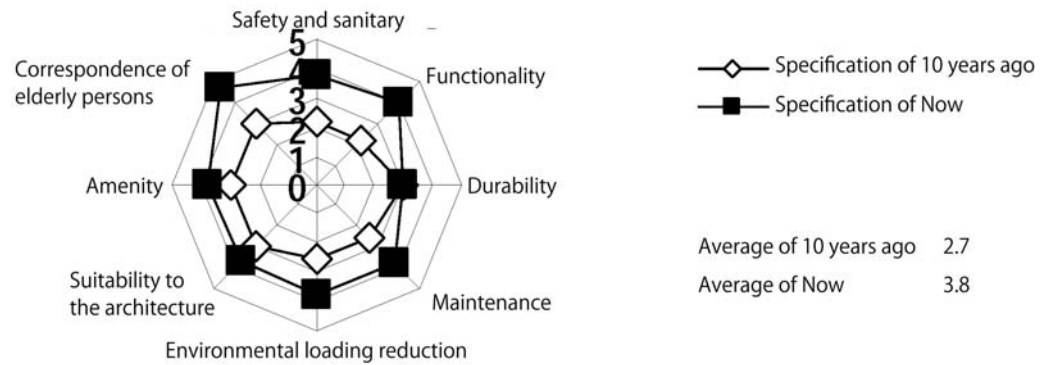 Safety and sanitary
5
4
3
2
1
0
Functionality
Durability
Maintenance
Environmental loading reduction
Suitability to
the architecture
Amenity
Correspondence of
elderly persons
Specification of 10 years ago
Specification of Now
Average of 10 years ago 2.7
Average of Now 3.8